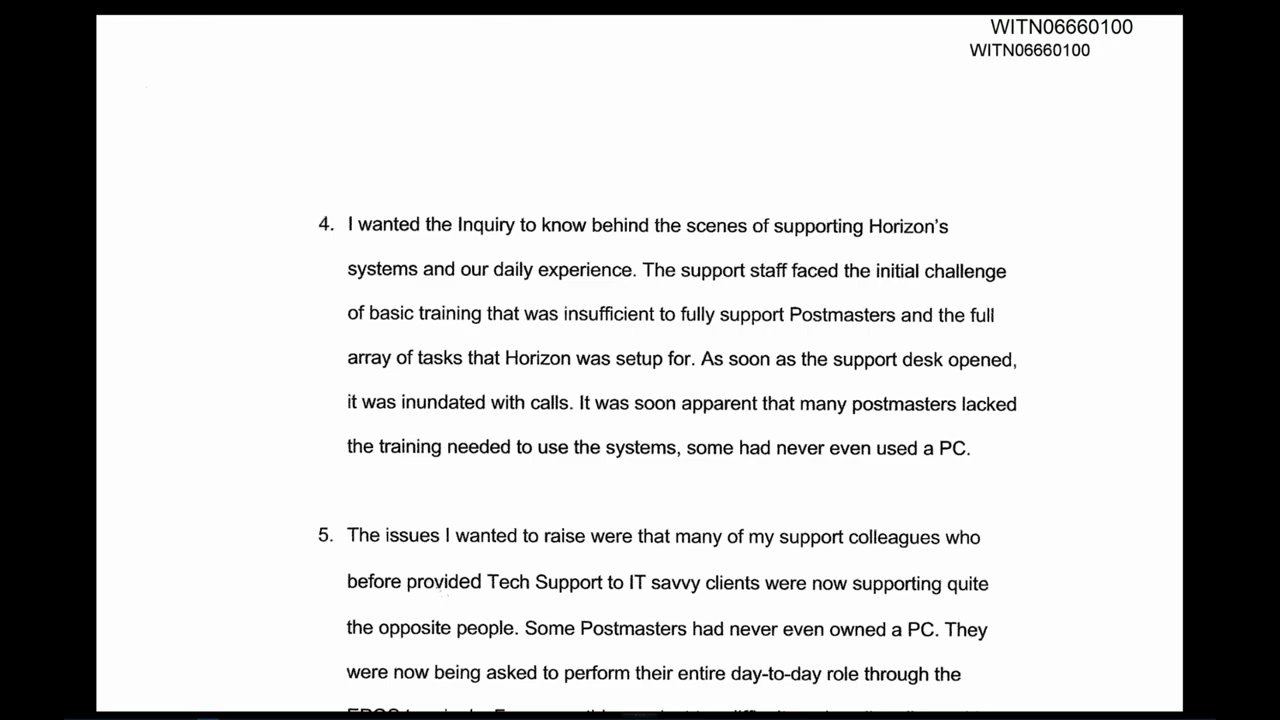 WITN06660100
WITN06660100
4. I wanted the Inquiry to know behind the scenes of supporting Horizon's
systems and our daily experience. The support staff faced the initial challenge
of basic training that was insufficient to fully support Postmasters and the full
array of tasks that Horizon was setup for. As soon as the support desk opened,
it was inundated with calls. It was soon apparent that many postmasters lacked
the training needed to use the systems, some had never even used a PC.
5. The issues I wanted to raise were that many of my support colleagues who
before provided Tech Support to IT savvy clients were now supporting quite
the opposite people. Some Postmasters had never even owned a PC. They
were now being asked to perform their entire day-to-day role through the